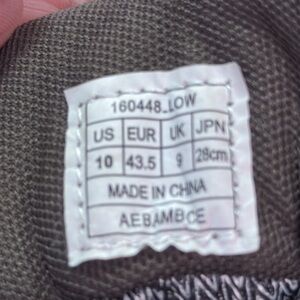 160448_LOW
US EUR UK JPN
10 43.5 9 28cm
MADE IN CHINA
AEBAMBCE